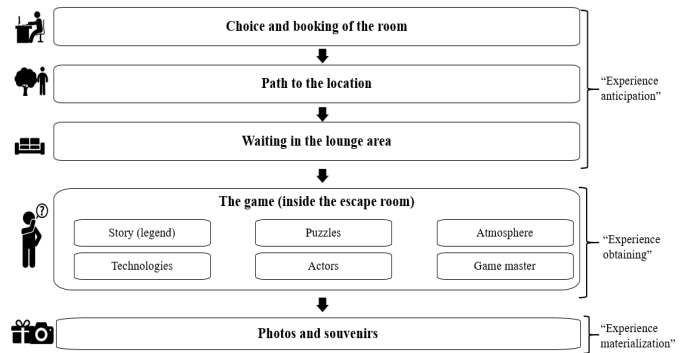 Choice and booking of the room
Path to the location
“Experience
anticipation”
Waiting in the lounge area
?
The game (inside the escape room)
Story (legend)
Puzzles
Atmosphere
Technologies
Actors
Game master
“Experience
obtaining”
Photos and souvenirs
“Experience
materialization”